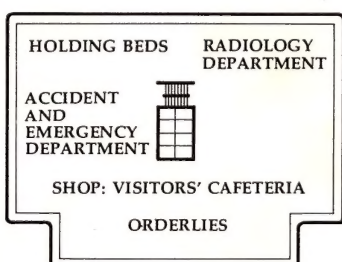 HOLDING BEDS
RADIOLOGY
DEPARTMENT
ACCIDENT
AND
EMERGENCY
DEPARTMENT
SHOP: VISITORS' CAFETERIA
ORDERLIES